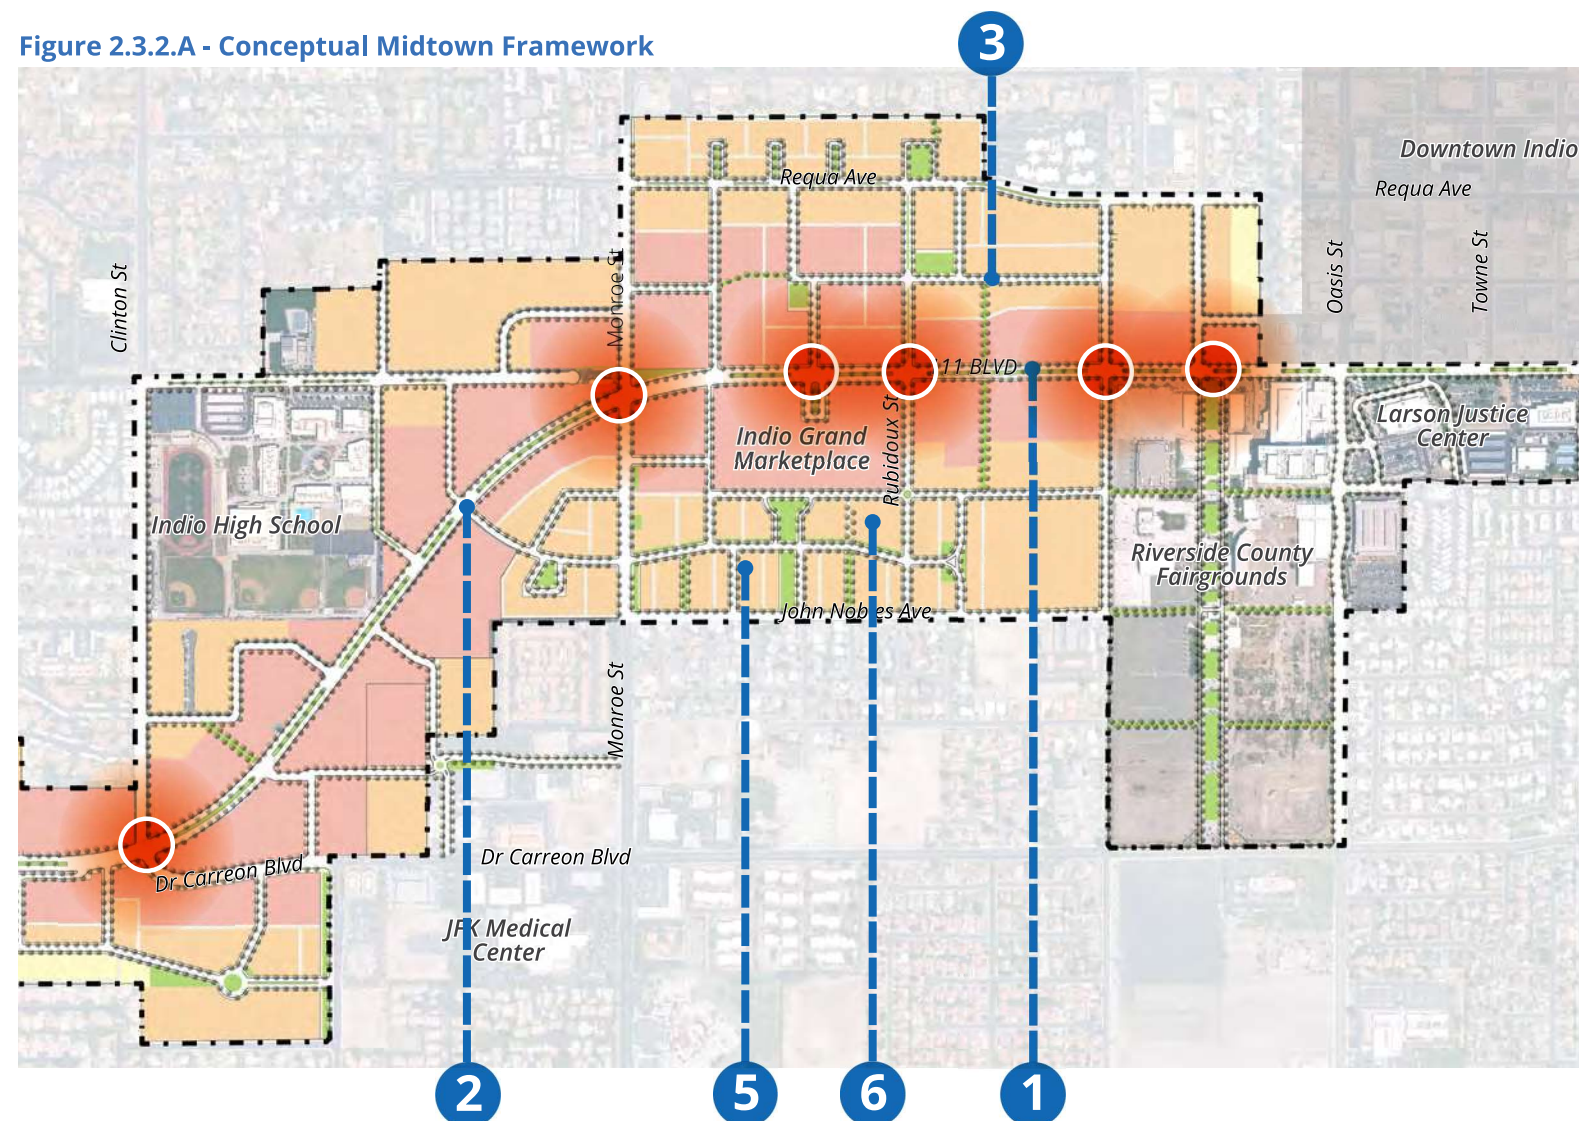 Figure 2.3.2.A - Conceptual Midtown Framework
3
Downtown Indio
Requa Ave
Requa Ave
Clinton St
Monroe St
Oasis St
Towne St
111 BLVD
Rubidoux St
Indio Grand
Marketplace
Larson Justice
Center
Indio High School
Riverside County
Fairgrounds
John Nobles Ave
Monroe St
Dr Carreon Blvd
Dr Carreon Blvd
JFK Medical
Center
2
5
6
1